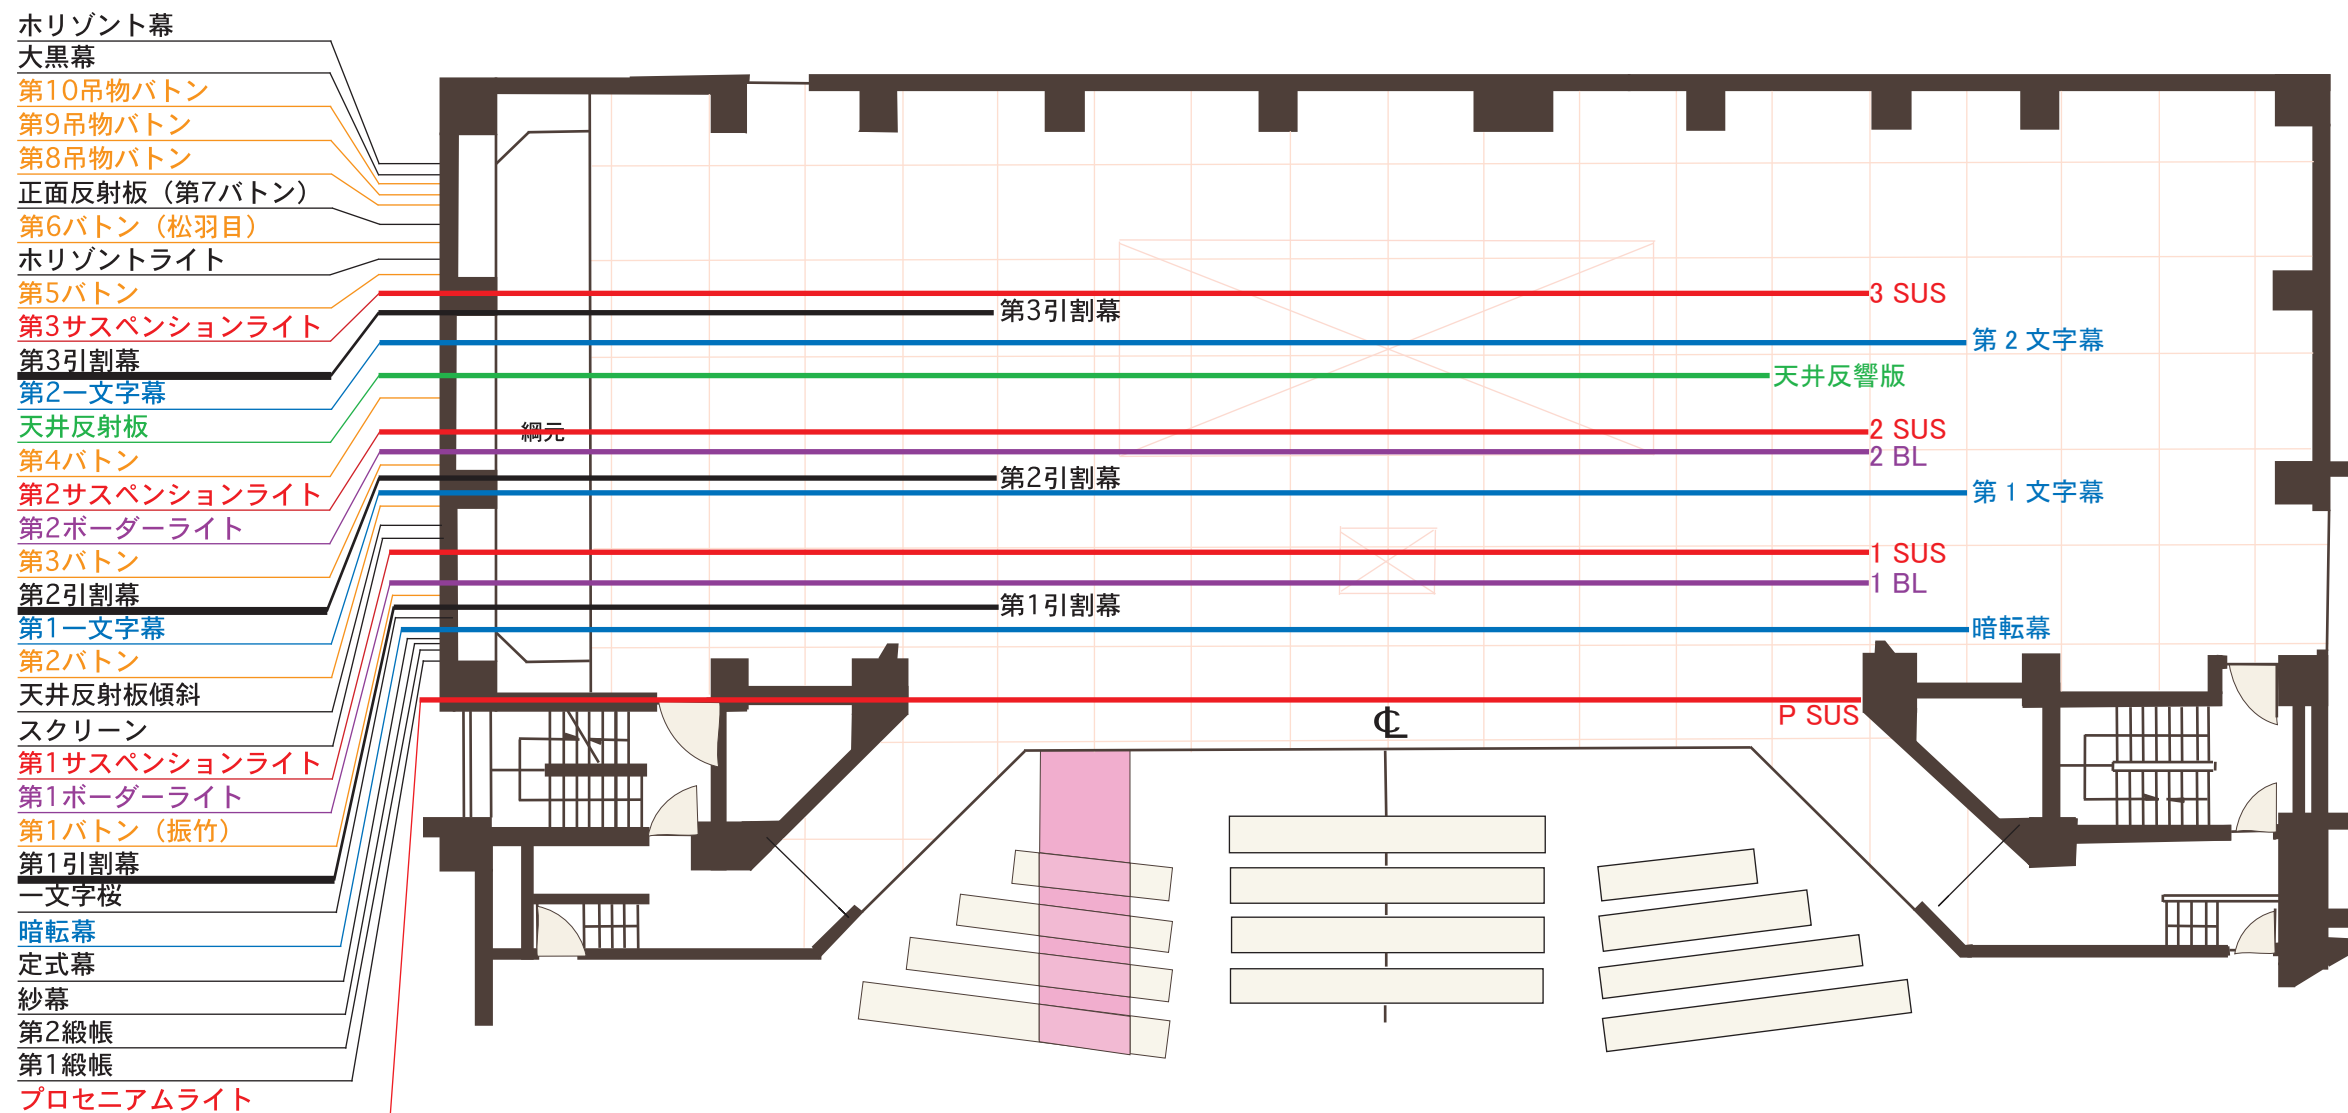 ホリゾント幕
大黒幕
第10吊物バトン
第9吊物バトン
第8吊物バトン
正面反射板（第7バトン）
第6バトン（松羽目）
ホリゾントライト
第5バトン
第3サスペンションライト
第3引割幕
第2一文字幕
天井反射板
第4バトン
第2サスペンションライト
第2ボーダーライト
第3バトン
第2引割幕
第1一文字幕
第2バトン
天井反射板傾斜
スクリーン
第1サスペンションライト
第1ボーダーライト
第1バトン（振竹）
第1引割幕
一文字桜
暗転幕
定式幕
紗幕
第2緞帳
第1緞帳
プロセニアムライト
綱元
3 SUS
第3引割幕
第 2 文字幕
天井反響版
2 SUS
2 BL
第2引割幕
第 1 文字幕
1 SUS
1 BL
第1引割幕
暗転幕
P SUS
℄